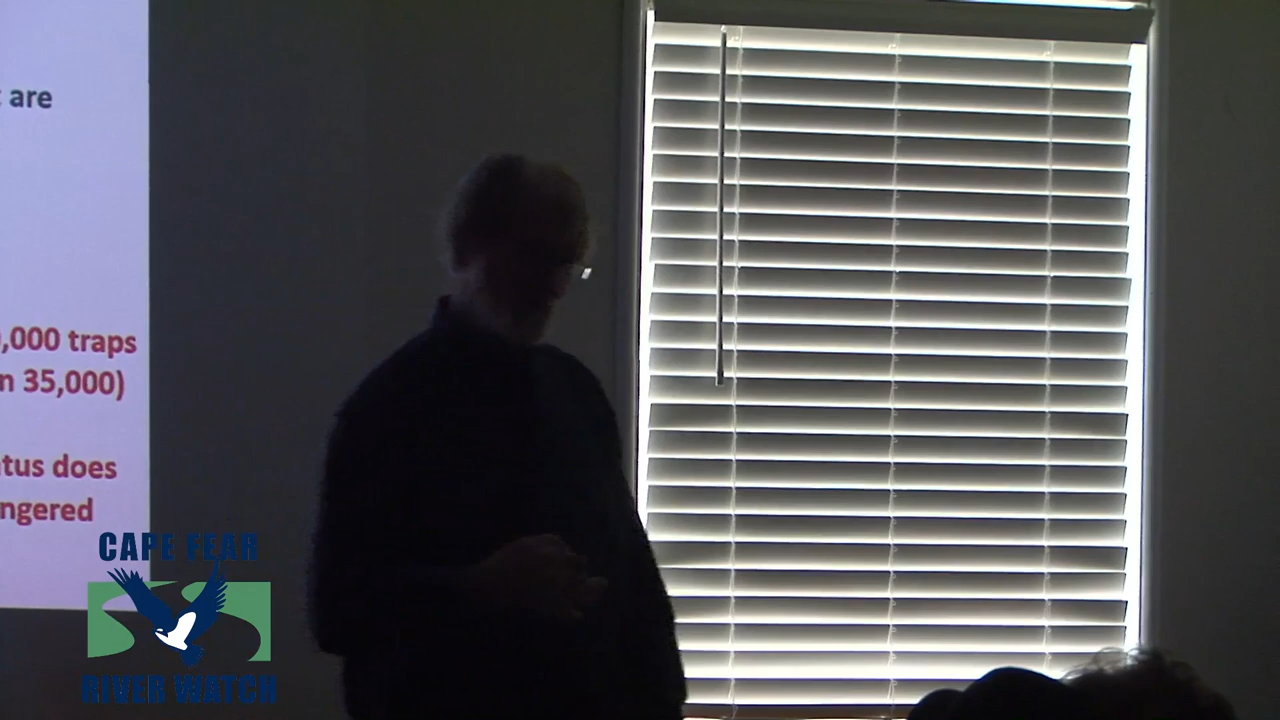 are
,000 traps
n 35,000)
tus does
ngered
CAPE FEAR
RIVER WATCH